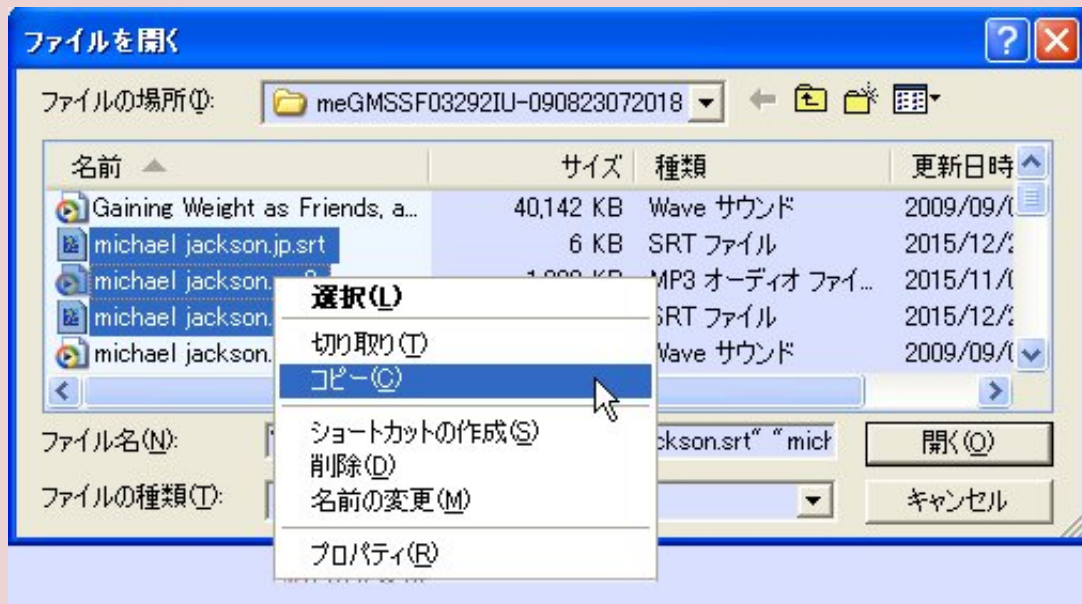 ファイルを開く
ファイルの場所(I): meGMSSF03292IU-090823072018
名前 サイズ 種類 更新日時
Gaining Weight as Friends, a... 40,142 KB Wave サウンド 2009/09/0
michael jackson.jp.srt 6 KB SRT ファイル 2015/12/2
michael jackson. KB MP3 オーディオ ファイ... 2015/11/0
michael jackson. SRT ファイル 2015/12/2
michael jackson. Wave サウンド 2009/09/0
選択(L)
切り取り(T)
コピー(C)
ショートカットの作成(S)
削除(D)
名前の変更(M)
プロパティ(R)
ファイル名(N): ckson.srt" "mich 開く(O)
ファイルの種類(T): キャンセル